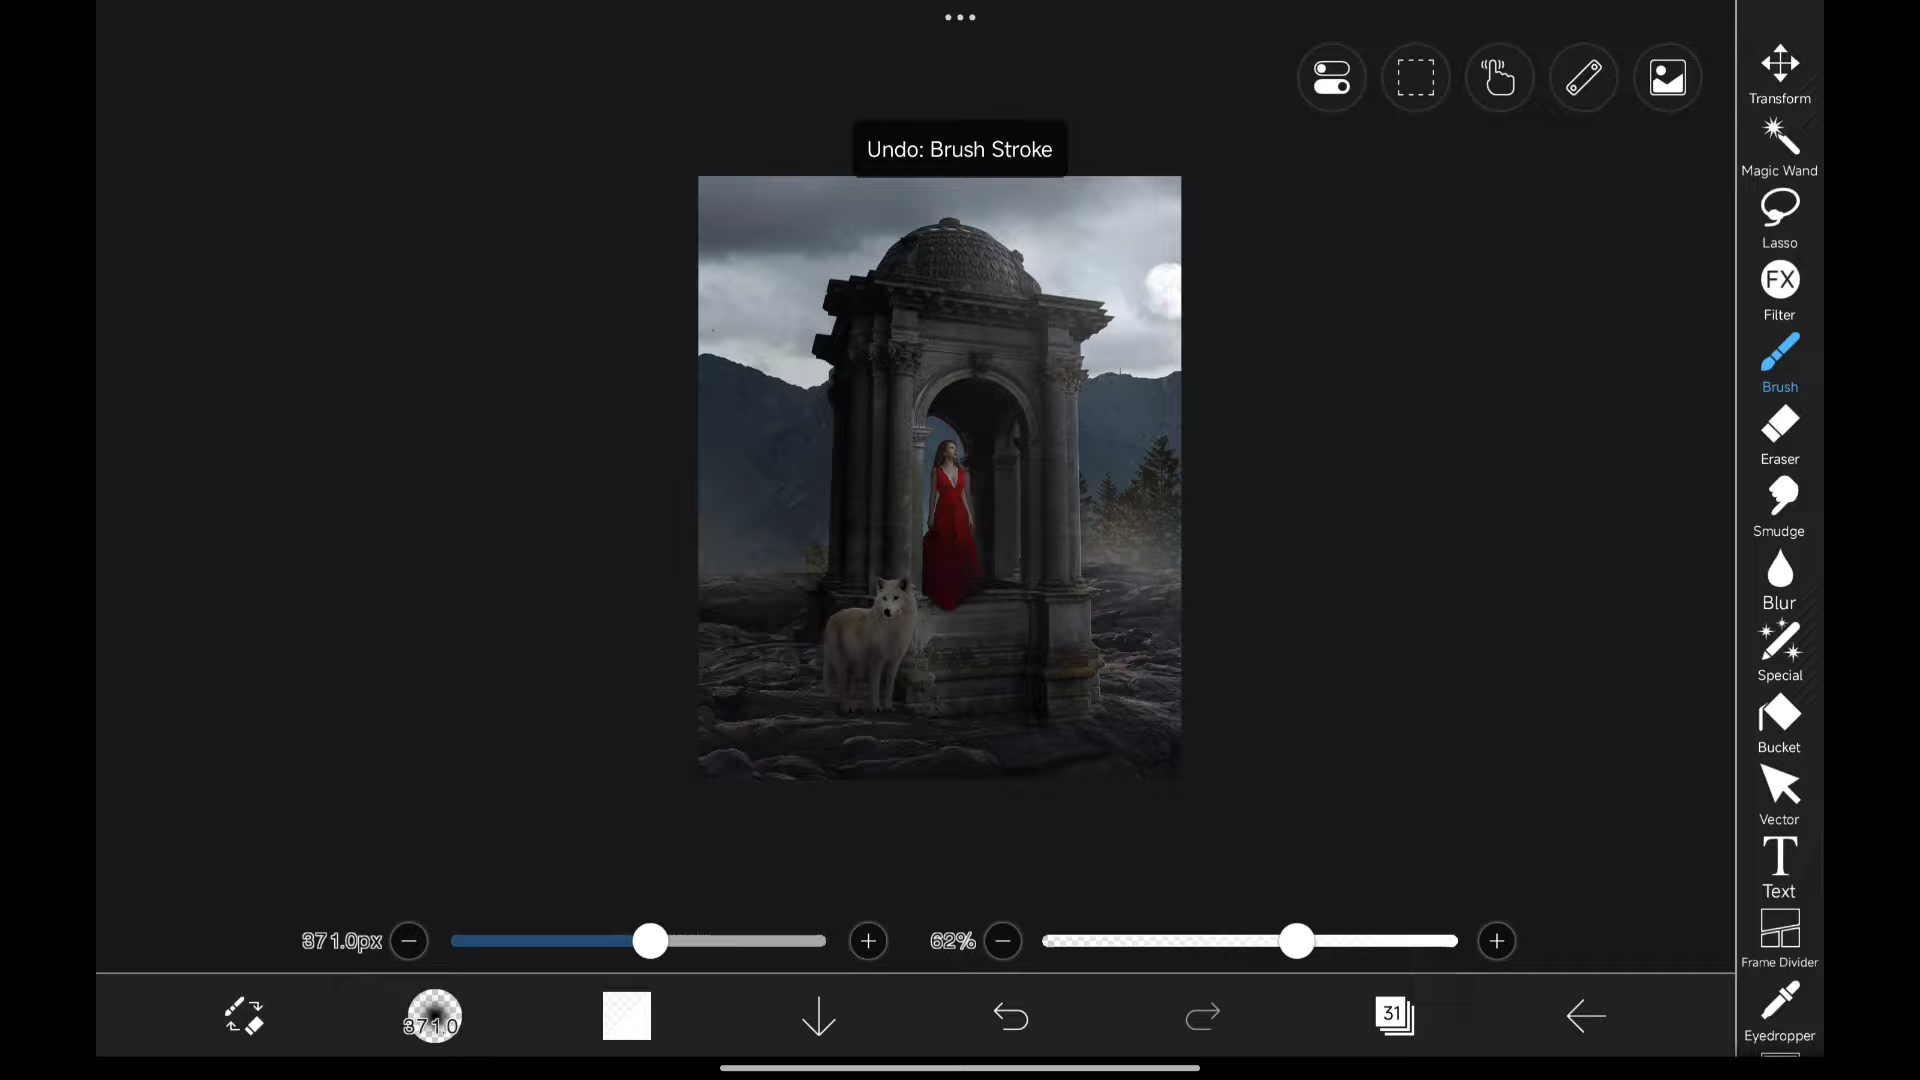 Undo: Brush Stroke
Transform
Magic Wand
Lasso
FX
Filter
Brush
Eraser
Smudge
Blur
Special
Bucket
Vector
T
Text
Frame Divider
Eyedropper
371.0px
62%
371.0
31